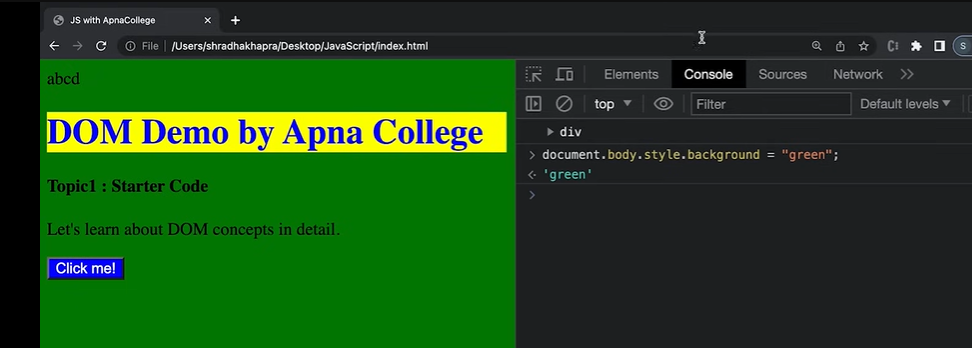 JS with ApnaCollege
File /Users/shradhakhapra/Desktop/JavaScript/index.html
S
abcd
DOM Demo by Apna College
Topic1 : Starter Code
Let's learn about DOM concepts in detail.
Click me!
Elements Console Sources Network
top Filter Default levels
div
document.body.style.background = "green";
'green'